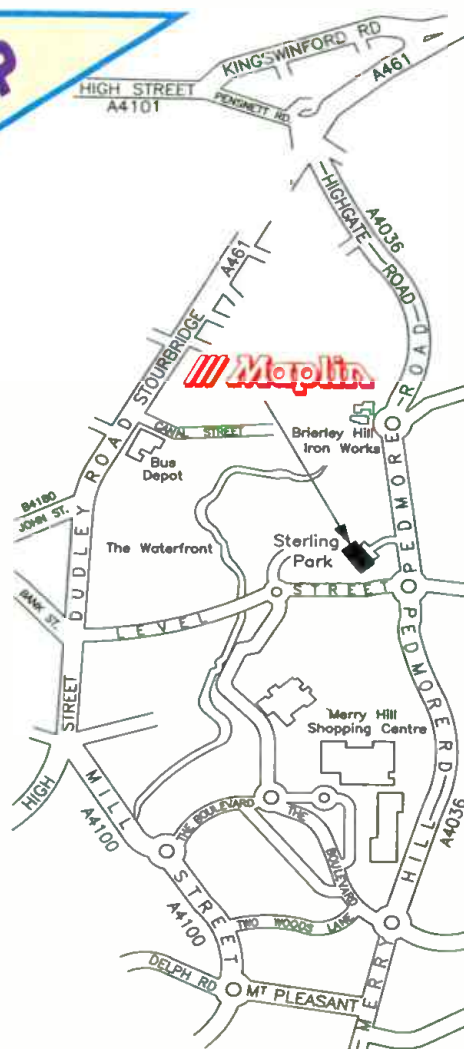 KINGSWINFORD RD
A461
HIGH STREET
A4101
PENSNETT RD
HIGHGATE ROAD
A4036
A461
STOURBRIDGE
Maplin
ROAD
CANAL STREET
Brierley Hill
Iron Works
Bus
Depot
DUDLEY ROAD
B4180
JOHN ST.
PEDMORE ROAD
The Waterfront
Sterling
Park
BANK ST.
LEVEL STREET
PEDMORE RD
HIGH STREET
Merry Hill
Shopping Centre
MILL STREET
A4100
THE BOULEVARD
THE BOULEVARD
A4036
MERRY HILL
A4100
TWO WOODS LANE
DELPH RD
MT PLEASANT